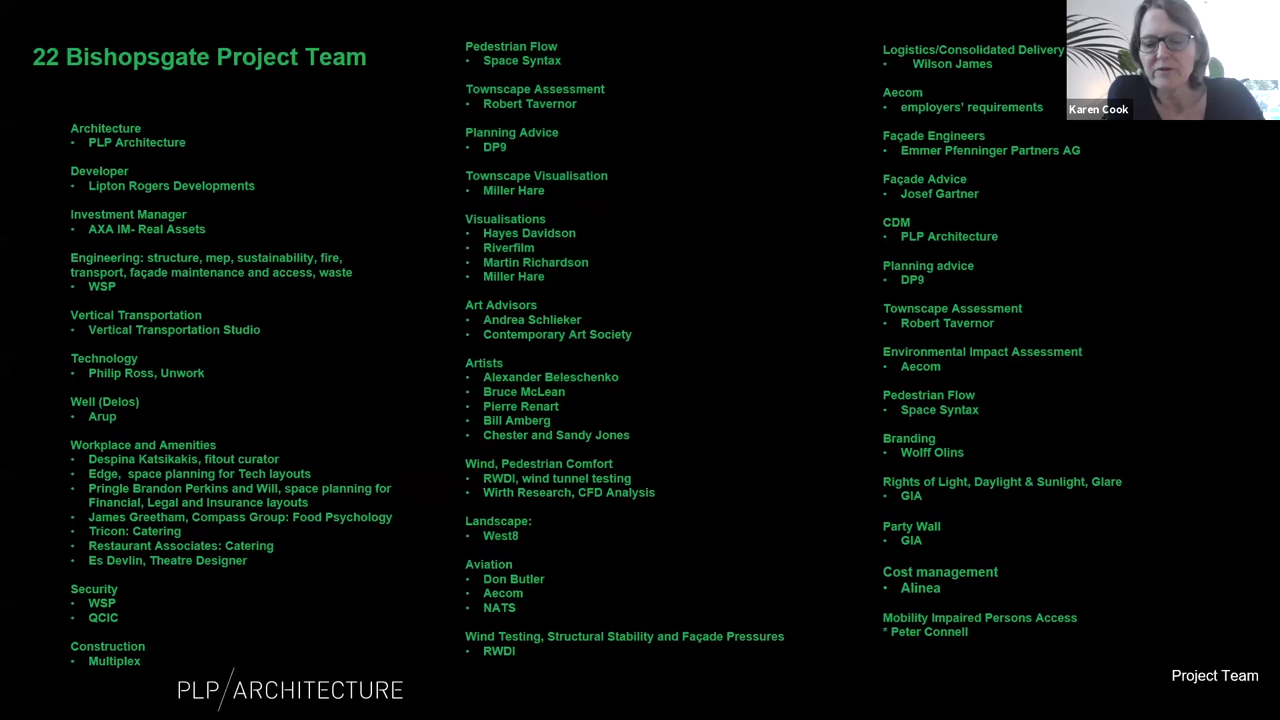 22 Bishopsgate Project Team
Architecture
• PLP Architecture
Developer
• Lipton Rogers Developments
Investment Manager
• AXA IM- Real Assets
Engineering: structure, mep, sustainability, fire,
transport, façade maintenance and access, waste
• WSP
Vertical Transportation
• Vertical Transportation Studio
Technology
• Philip Ross, Unwork
Well (Delos)
• Arup
Workplace and Amenities
• Despina Katsikakis, fitout curator
• Edge, space planning for Tech layouts
• Pringle Brandon Perkins and Will, space planning for
Financial, Legal and Insurance layouts
• James Greetham, Compass Group: Food Psychology
• Tricon: Catering
• Restaurant Associates: Catering
• Es Devlin, Theatre Designer
Security
• WSP
• QCIC
Construction
• Multiplex
PLP/ARCHITECTURE
Pedestrian Flow
• Space Syntax
Townscape Assessment
• Robert Tavernor
Planning Advice
• DP9
Townscape Visualisation
• Miller Hare
Visualisations
• Hayes Davidson
• Riverfilm
• Martin Richardson
• Miller Hare
Art Advisors
• Andrea Schlieker
• Contemporary Art Society
Artists
• Alexander Beleschenko
• Bruce McLean
• Pierre Renart
• Bill Amberg
• Chester and Sandy Jones
Wind, Pedestrian Comfort
• RWDI, wind tunnel testing
• Wirth Research, CFD Analysis
Landscape:
• West8
Aviation
• Don Butler
• Aecom
• NATS
Wind Testing, Structural Stability and Façade Pressures
• RWDI
Logistics/Consolidated Delivery
• Wilson James
Aecom
• employers' requirements
Façade Engineers
• Emmer Pfenninger Partners AG
Façade Advice
• Josef Gartner
CDM
• PLP Architecture
Planning advice
• DP9
Townscape Assessment
• Robert Tavernor
Environmental Impact Assessment
• Aecom
Pedestrian Flow
• Space Syntax
Branding
• Wolff Olins
Rights of Light, Daylight & Sunlight, Glare
• GIA
Party Wall
• GIA
Cost management
• Alinea
Mobility Impaired Persons Access
* Peter Connell
Karen Cook
Project Team